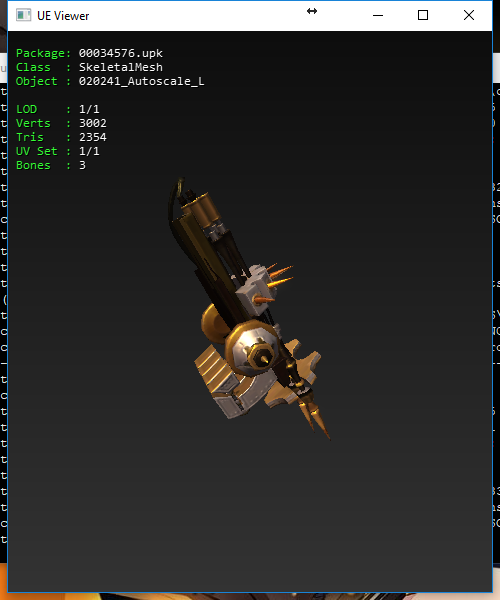 UE Viewer
Package: 00034576.upk
Class : SkeletalMesh
Object : 020241_Autoscale_L
LOD : 1/1
Verts : 3002
Tris : 2354
UV Set : 1/1
Bones : 3